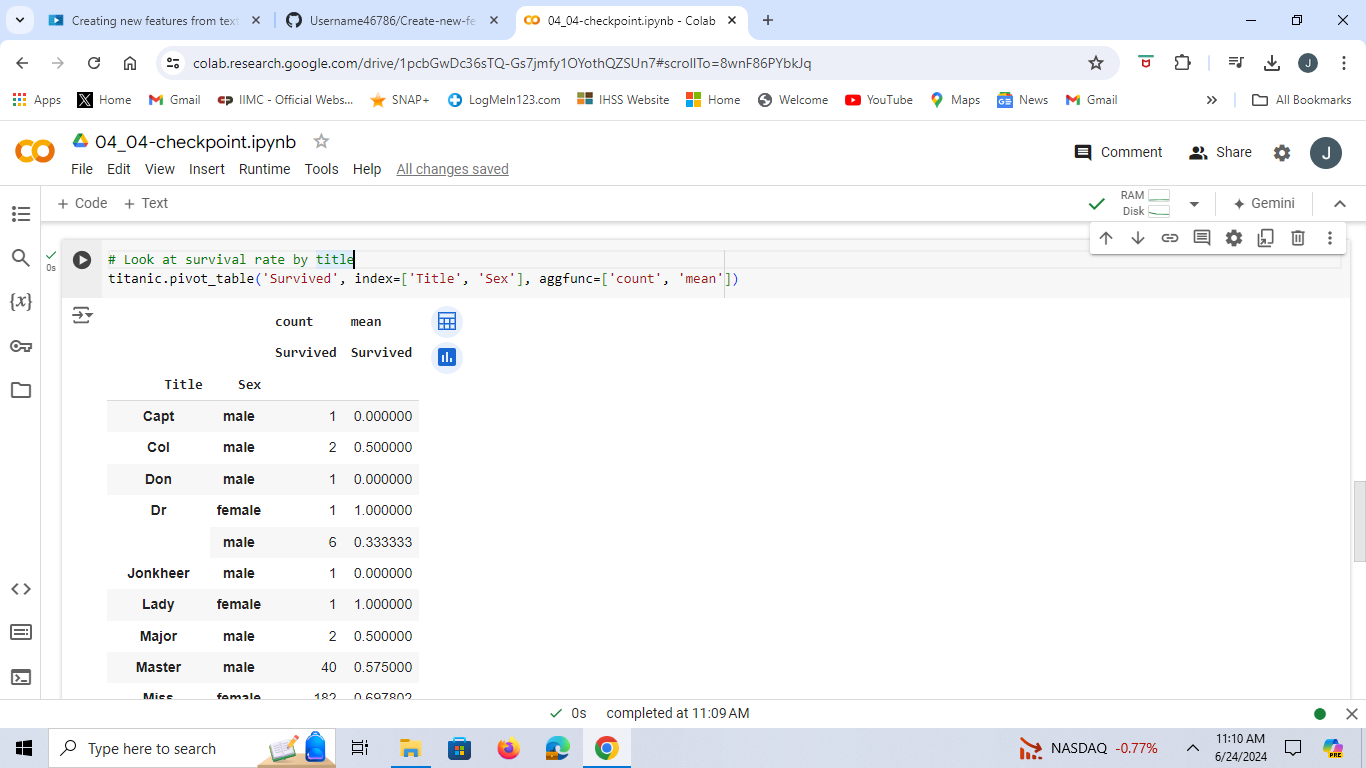 Creating new features from text
Username46786/Create-new-fe
04_04-checkpoint.ipynb - Colab
colab.research.google.com/drive/1pcbGwDc36sTQ-Gs7jmfy1OYothQZSUn7#scrollTo=8wnF86PYbkJq
J
Apps
Home
Gmail
IIMC - Official Webs...
SNAP+
LogMeIn123.com
IHSS Website
Home
Welcome
YouTube
Maps
News
Gmail
All Bookmarks
04_04-checkpoint.ipynb
File Edit View Insert Runtime Tools Help All changes saved
Comment
Share
J
+ Code + Text
RAM
Disk
Gemini
0s
# Look at survival rate by title
titanic.pivot_table('Survived', index=['Title', 'Sex'], aggfunc=['count', 'mean'])
{x}
count mean
Survived Survived
Title Sex
Capt male 1 0.000000
Col male 2 0.500000
Don male 1 0.000000
Dr female 1 1.000000
male 6 0.333333
Jonkheer male 1 0.000000
Lady female 1 1.000000
Major male 2 0.500000
Master male 40 0.575000
Miss female 182 0.697802
0s completed at 11:09 AM
Type here to search
NASDAQ -0.77%
11:10 AM
6/24/2024
PRE